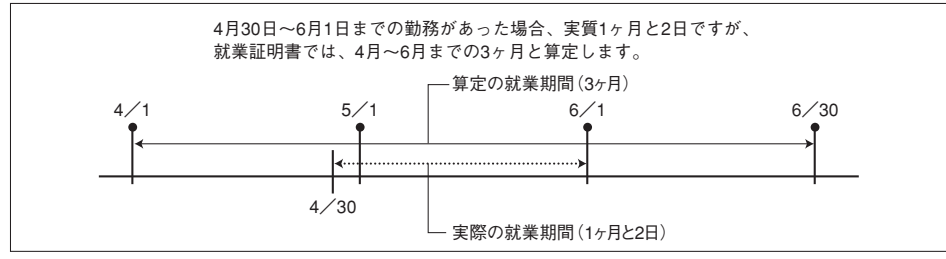 4月30日～6月1日までの勤務があった場合、実質1ヶ月と2日ですが、
就業証明書では、4月～6月までの3ヶ月と算定します。
算定の就業期間（3ヶ月）
4／1
5／1
6／1
6／30
4／30
実際の就業期間（1ヶ月と2日）